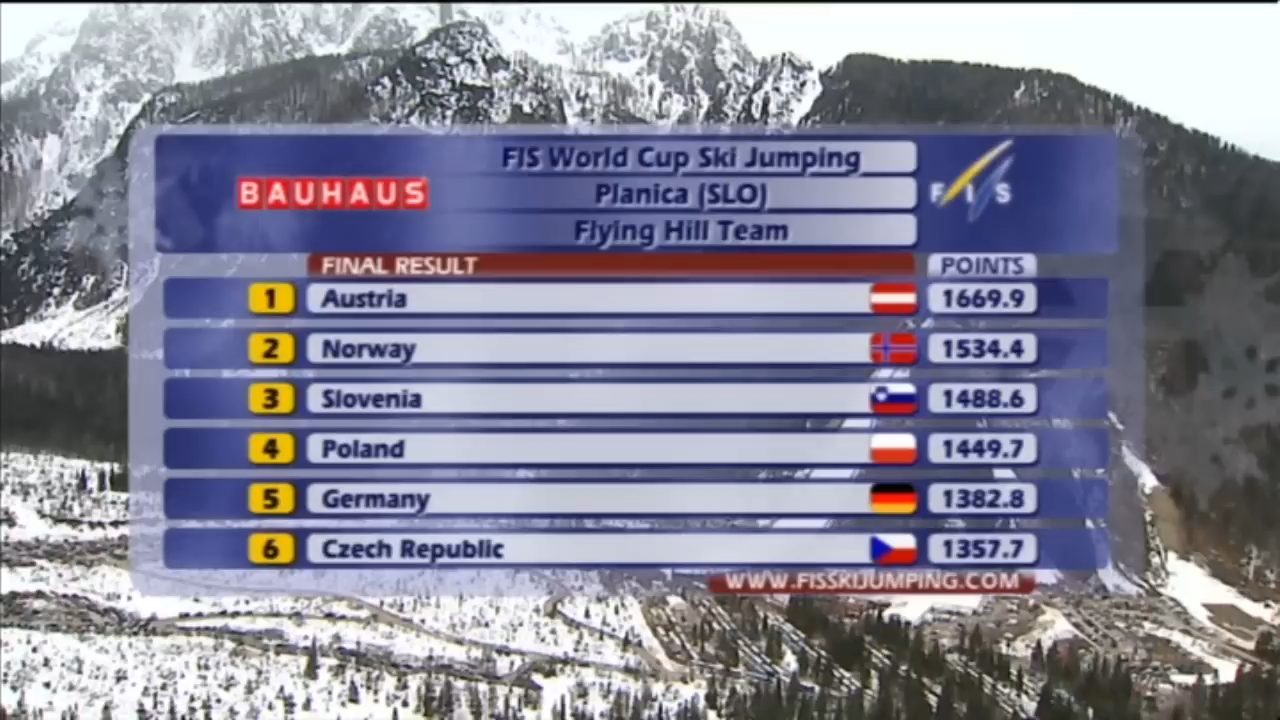 FIS World Cup Ski Jumping
BAUHAUS
Planica (SLO)
FIS
Flying Hill Team
FINAL RESULT POINTS
1 Austria 1669.9
2 Norway 1534.4
3 Slovenia 1488.6
4 Poland 1449.7
5 Germany 1382.8
6 Czech Republic 1357.7
WWW.FISSKIJUMPING.COM